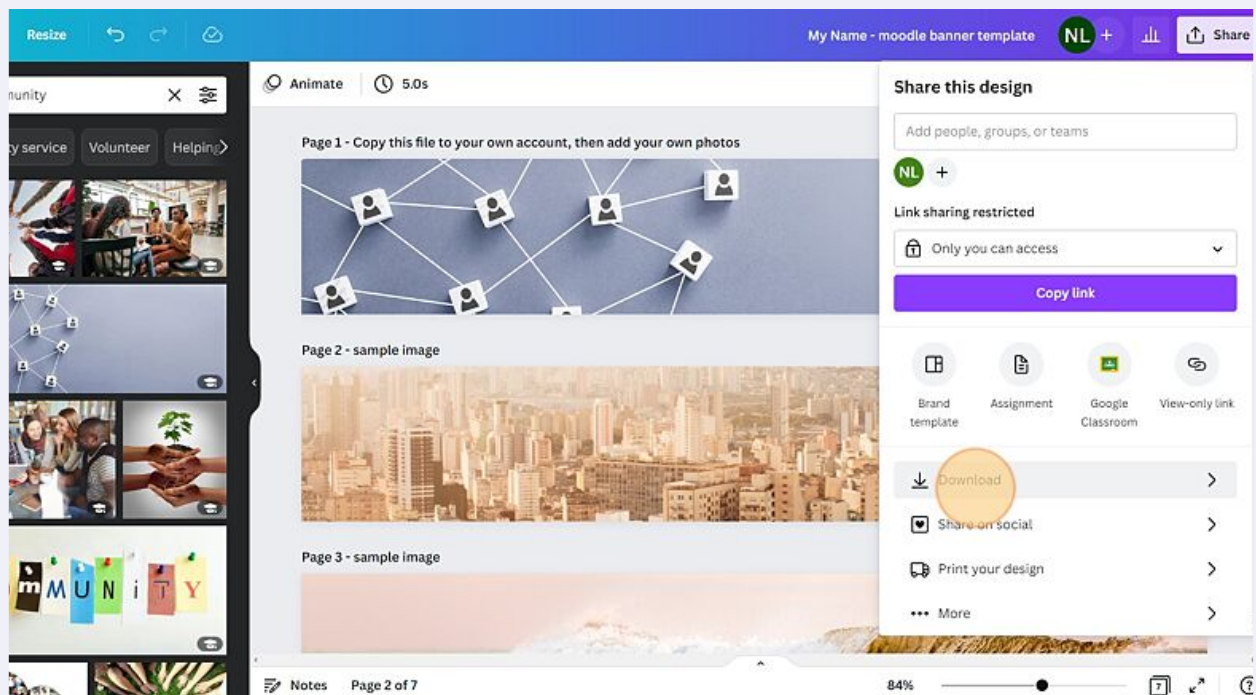 Resize
My Name - moodle banner template
NL +
Share
munity
Animate
5.0s
Share this design
Add people, groups, or teams
NL +
Link sharing restricted
Only you can access
Copy link
Brand template
Assignment
Google Classroom
View-only link
Download
Share on social
Print your design
More
ty service
Volunteer
Helping
Page 1 - Copy this file to your own account, then add your own photos
Page 2 - sample image
Page 3 - sample image
mMUNiTY
Notes
Page 2 of 7
84%
7